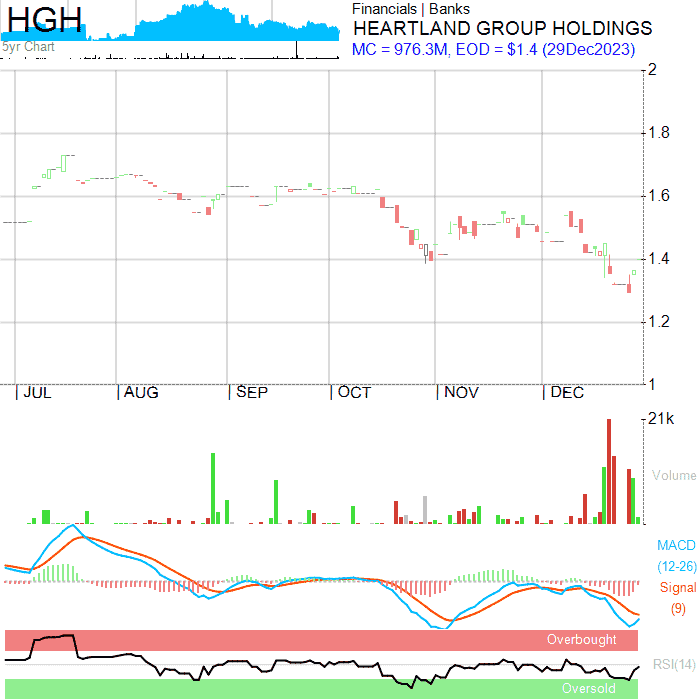 HGH
5yr Chart
Financials | Banks
HEARTLAND GROUP HOLDINGS
MC = 976.3M, EOD = $1.4 (29Dec2023)
2
1.8
1.6
1.4
1.2
1
JUL
AUG
SEP
OCT
NOV
DEC
21k
Volume
MACD
(12-26)
Signal
(9)
Overbought
RSI(14)
Oversold